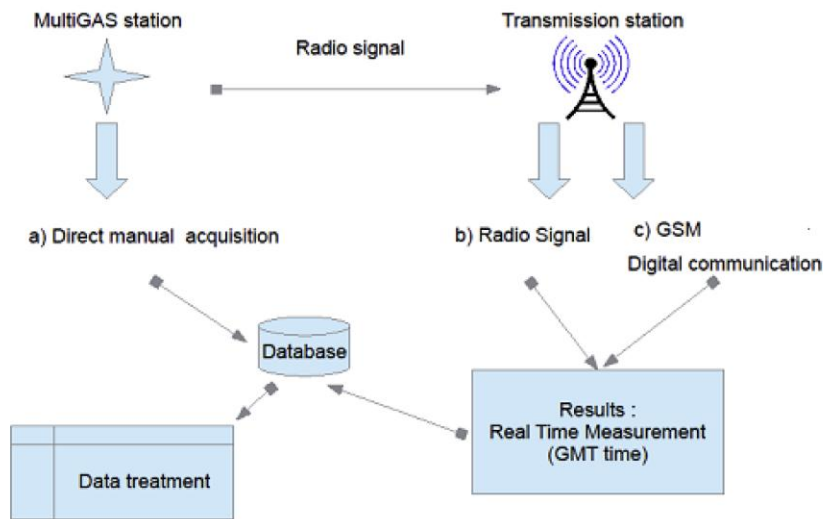 MultiGAS station
Transmission station
Radio signal
a) Direct manual acquisition
b) Radio Signal
c) GSM
Digital communication
Database
Results :
Real Time Measurement
(GMT time)
Data treatment